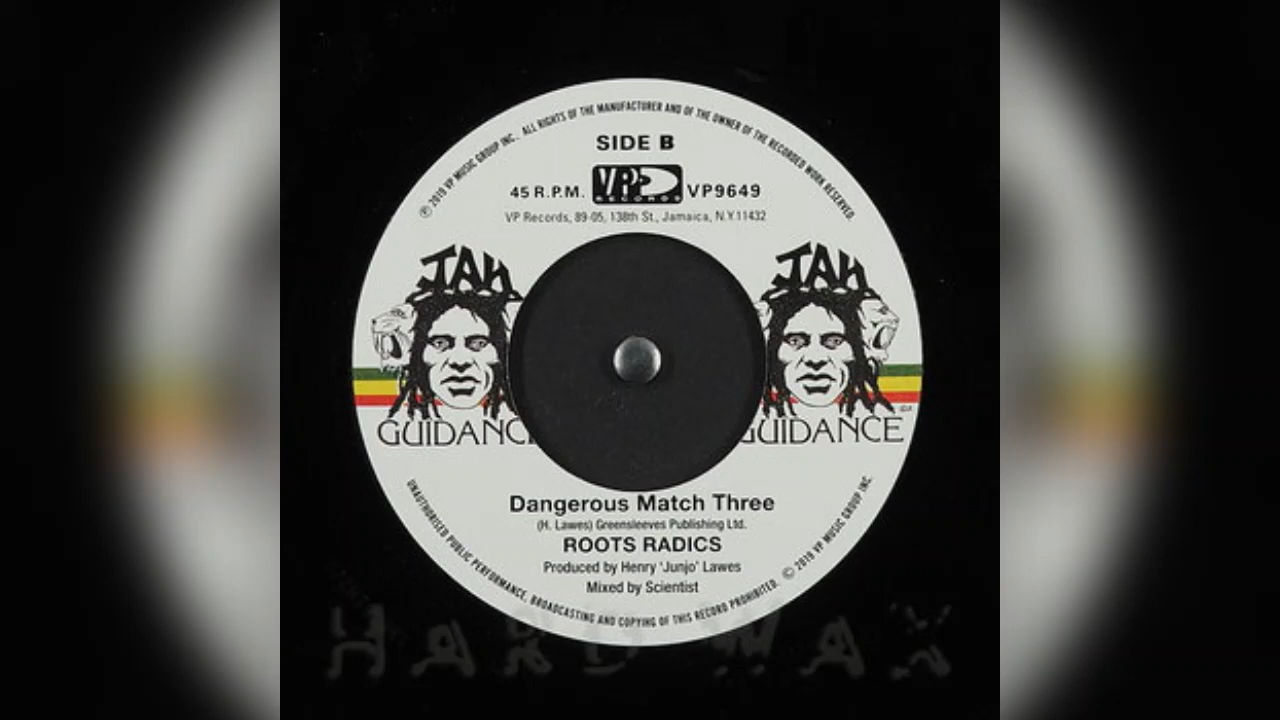 ℗ 2019 VP MUSIC GROUP INC. ALL RIGHTS OF THE MANUFACTURER AND OF THE OWNER OF THE RECORDED WORK RESERVED.
SIDE B
45 R.P.M. VP RECORDS VP9649
VP Records, 89-05, 138th St., Jamaica, N.Y.11432
JAH
JAH
GUIDANCE
GUIDANCE
Dangerous Match Three
(H. Lawes) Greensleeves Publishing Ltd.
ROOTS RADICS
Produced by Henry 'Junjo' Lawes
Mixed by Scientist
UNAUTHORISED PUBLIC PERFORMANCE, BROADCASTING AND COPYING OF THIS RECORD PROHIBITED. © 2019 VP MUSIC GROUP INC.
HARD WAX